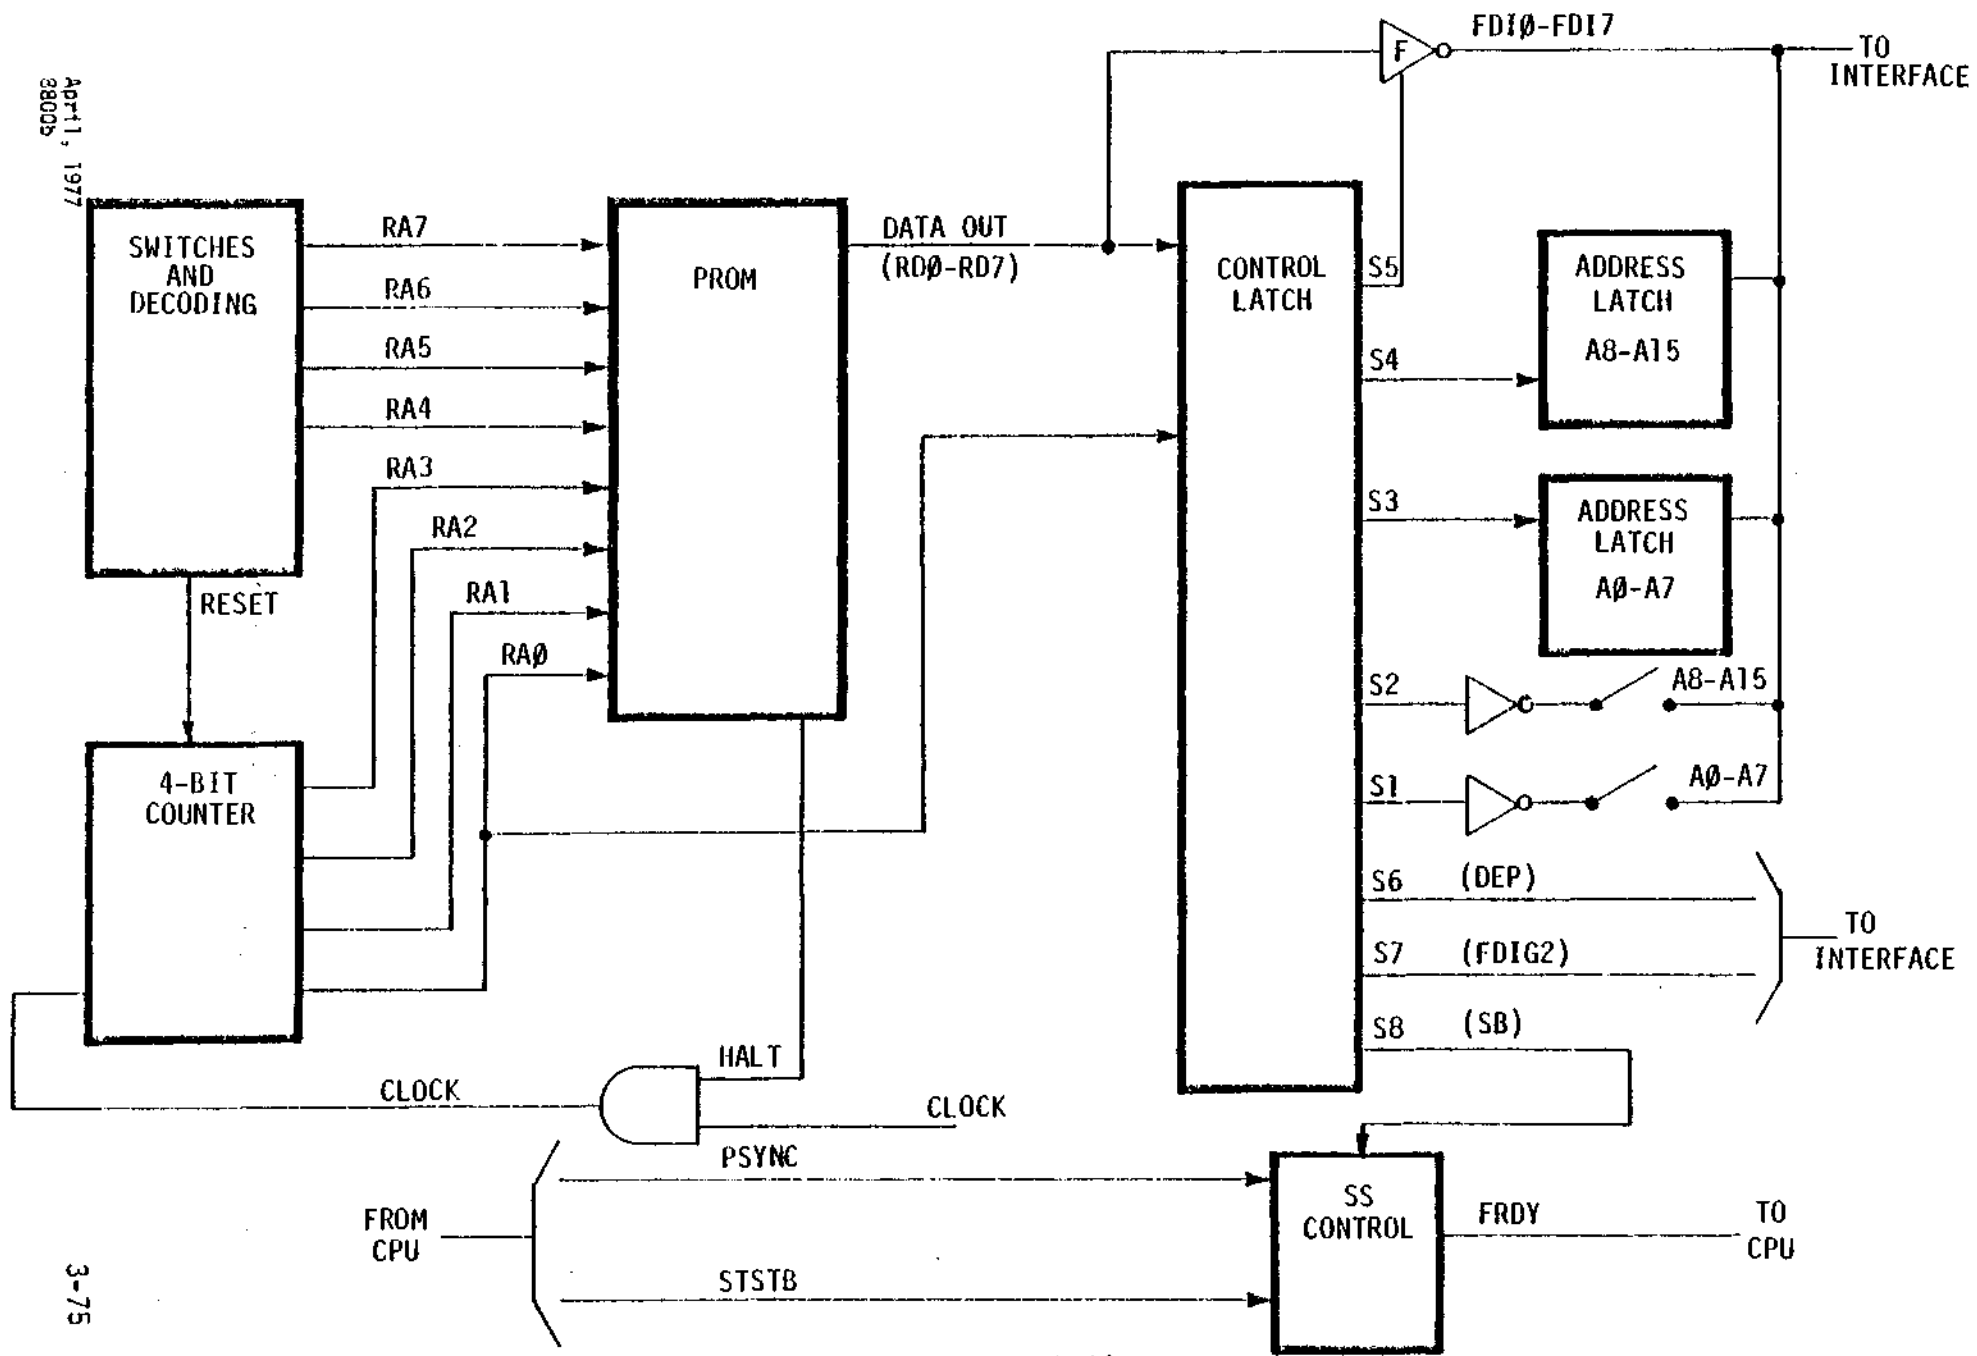 April, 1977
8800b
SWITCHES
AND
DECODING
RA7
RA6
RA5
RA4
RA3
RA2
RA1
RAØ
RESET
4-BIT
COUNTER
PROM
DATA OUT
(RDØ-RD7)
CONTROL
LATCH
F
FDIØ-FDI7
TO
INTERFACE
S5
S4
S3
S2
S1
S6
S7
S8
ADDRESS
LATCH
A8-A15
ADDRESS
LATCH
AØ-A7
A8-A15
AØ-A7
(DEP)
(FDIG2)
(SB)
TO
INTERFACE
HALT
CLOCK
CLOCK
PSYNC
STSTB
FROM
CPU
SS
CONTROL
FRDY
TO
CPU
3-75